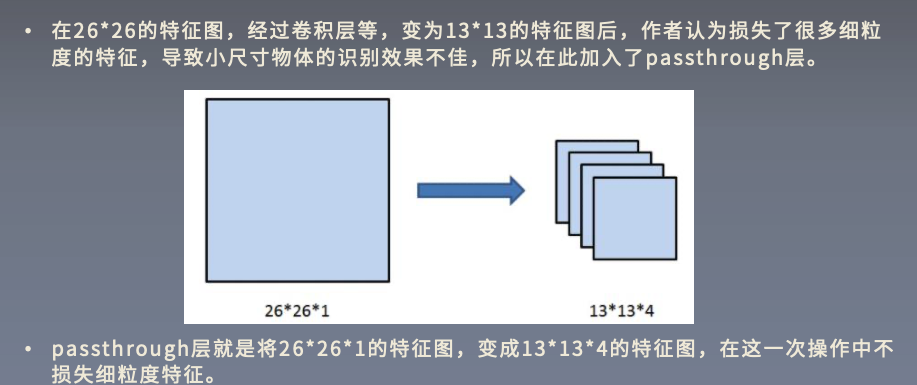 • 在26*26的特征图，经过卷积层等，变为13*13的特征图后，作者认为损失了很多细粒
度的特征，导致小尺寸物体的识别效果不佳，所以在此加入了passthrough层。
26*26*1
13*13*4
• passthrough层就是将26*26*1的特征图，变成13*13*4的特征图，在这一次操作中不
损失细粒度特征。